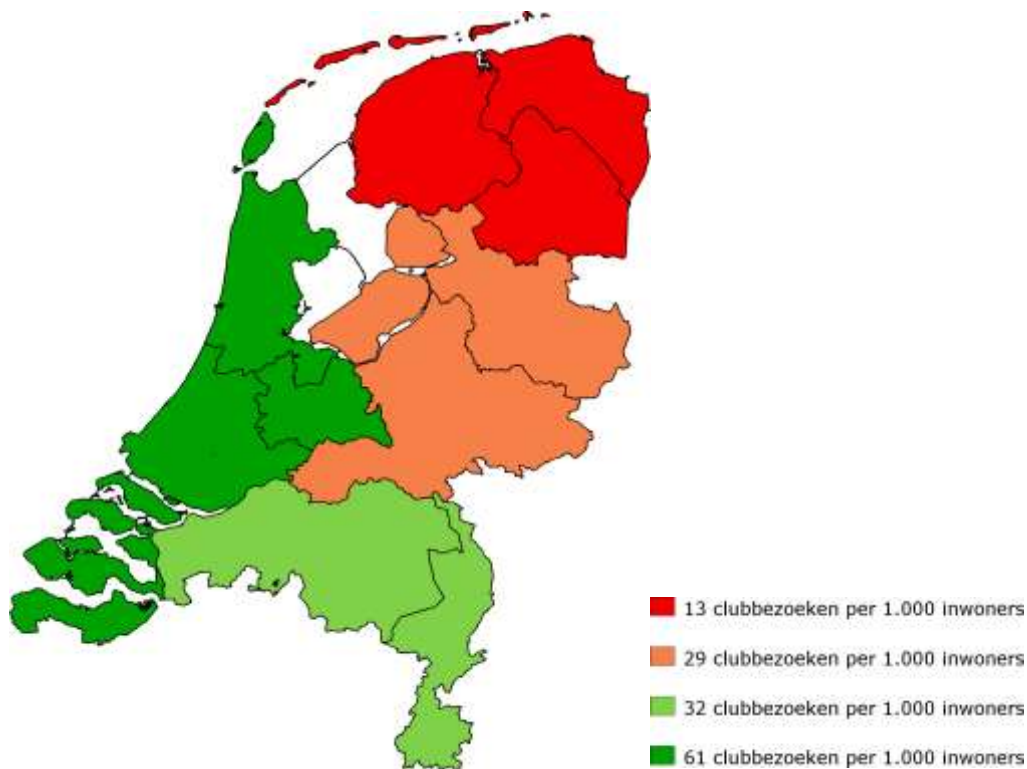 13 clubbezoeken per 1.000 inwoners
29 clubbezoeken per 1.000 inwoners
32 clubbezoeken per 1.000 inwoners
61 clubbezoeken per 1.000 inwoners